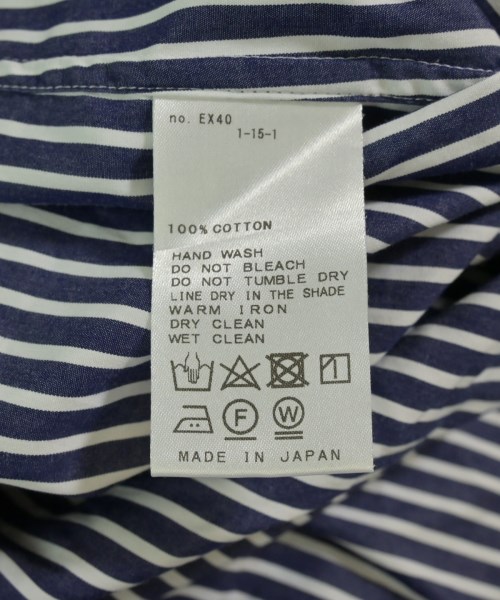 no. EX40
1-15-1
100% COTTON
HAND WASH
DO NOT BLEACH
DO NOT TUMBLE DRY
LINE DRY IN THE SHADE
WARM IRON
DRY CLEAN
WET CLEAN
F W
MADE IN JAPAN